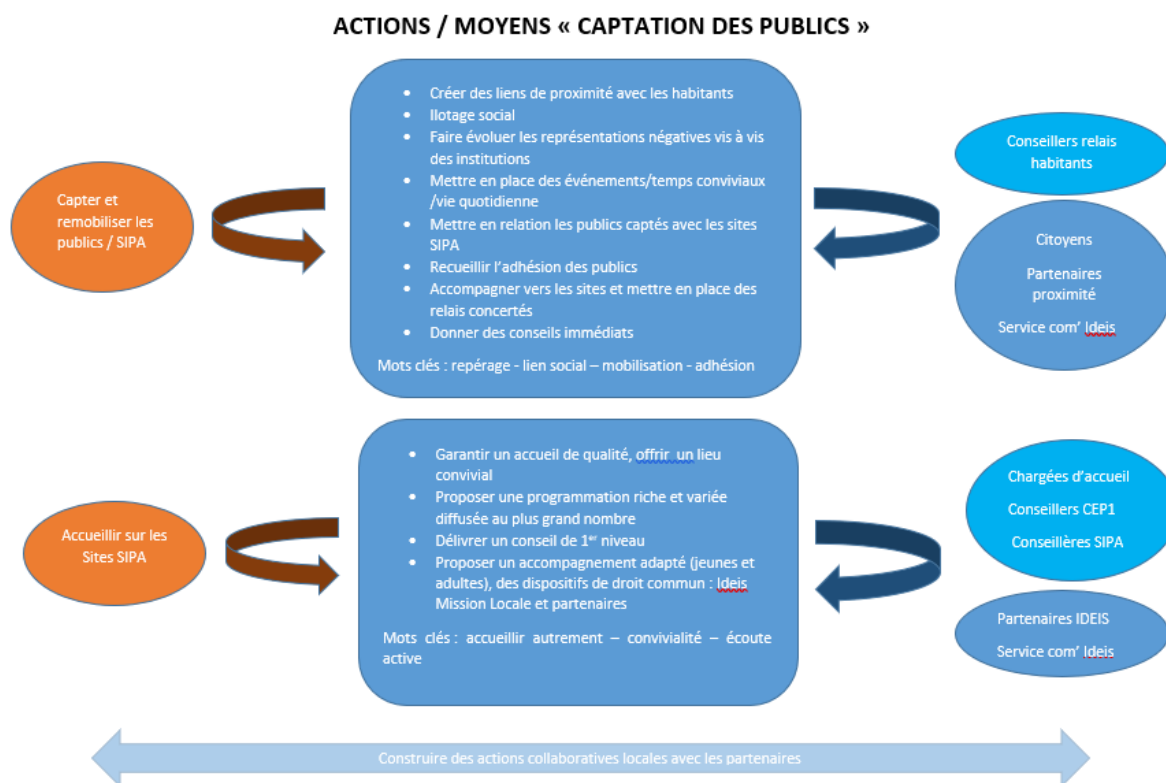 ACTIONS / MOYENS « CAPTATION DES PUBLICS »
Capter et
remobiliser les
publics / SIPA
• Créer des liens de proximité avec les habitants
• Ilotage social
• Faire évoluer les représentations négatives vis à vis
des institutions
• Mettre en place des événements/temps conviviaux
/vie quotidienne
• Mettre en relation les publics captés avec les sites
SIPA
• Recueillir l’adhésion des publics
• Accompagner vers les sites et mettre en place des
relais concertés
• Donner des conseils immédiats
Mots clés : repérage - lien social – mobilisation - adhésion
Conseillers relais
habitants
Citoyens
Partenaires
proximité
Service com’ Ideis
Accueillir sur les
Sites SIPA
• Garantir un accueil de qualité, offrir un lieu
convivial
• Proposer une programmation riche et variée
diffusée au plus grand nombre
• Délivrer un conseil de 1er niveau
• Proposer un accompagnement adapté (jeunes et
adultes), des dispositifs de droit commun : Ideis
Mission Locale et partenaires
Mots clés : accueillir autrement – convivialité – écoute
active
Chargées d’accueil
Conseillers CEP1
Conseillères SIPA
Partenaires IDEIS
Service com’ Ideis
Construire des actions collaboratives locales avec les partenaires